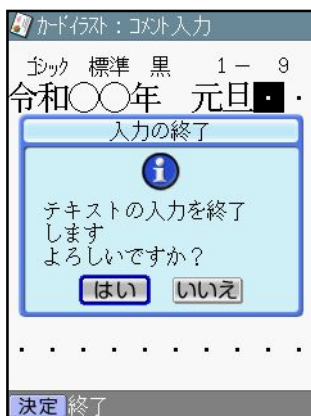 カードイラスト：コメント入力
ゴシック 標準 黒 1－ 9
令和○○年 元旦
入力の終了
テキストの入力を終了
します
よろしいですか？
はい いいえ
決定 終了